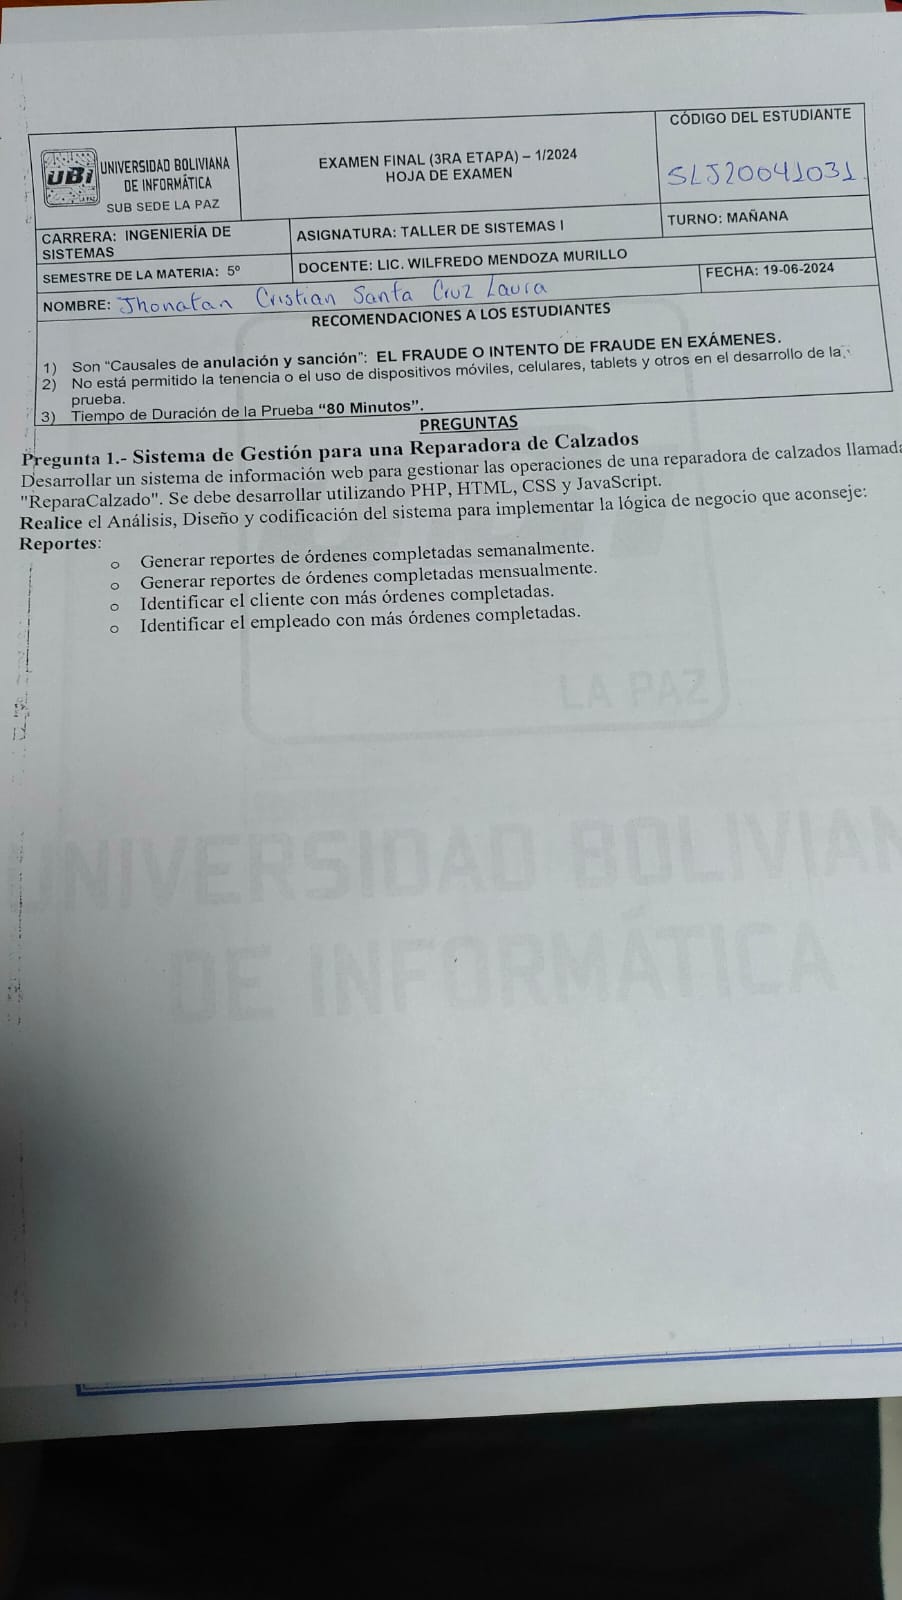 UBi
UNIVERSIDAD BOLIVIANA
DE INFORMÁTICA
SUB SEDE LA PAZ
EXAMEN FINAL (3RA ETAPA) – 1/2024
HOJA DE EXAMEN
CÓDIGO DEL ESTUDIANTE
SLJ20041031
CARRERA: INGENIERÍA DE
SISTEMAS
ASIGNATURA: TALLER DE SISTEMAS I
TURNO: MAÑANA
SEMESTRE DE LA MATERIA: 5º
DOCENTE: LIC. WILFREDO MENDOZA MURILLO
NOMBRE: Jhonatan Cristian Santa Cruz Laura
FECHA: 19-06-2024
RECOMENDACIONES A LOS ESTUDIANTES
1) Son “Causales de anulación y sanción”: EL FRAUDE O INTENTO DE FRAUDE EN EXÁMENES.
2) No está permitido la tenencia o el uso de dispositivos móviles, celulares, tablets y otros en el desarrollo de la
prueba.
3) Tiempo de Duración de la Prueba “80 Minutos”.
PREGUNTAS
Pregunta 1.- Sistema de Gestión para una Reparadora de Calzados
Desarrollar un sistema de información web para gestionar las operaciones de una reparadora de calzados llamada
"ReparaCalzado". Se debe desarrollar utilizando PHP, HTML, CSS y JavaScript.
Realice el Análisis, Diseño y codificación del sistema para implementar la lógica de negocio que aconseje:
Reportes:
o Generar reportes de órdenes completadas semanalmente.
o Generar reportes de órdenes completadas mensualmente.
o Identificar el cliente con más órdenes completadas.
o Identificar el empleado con más órdenes completadas.
LA PAZ
UNIVERSIDAD BOLIVIAN
DE INFORMÁTICA